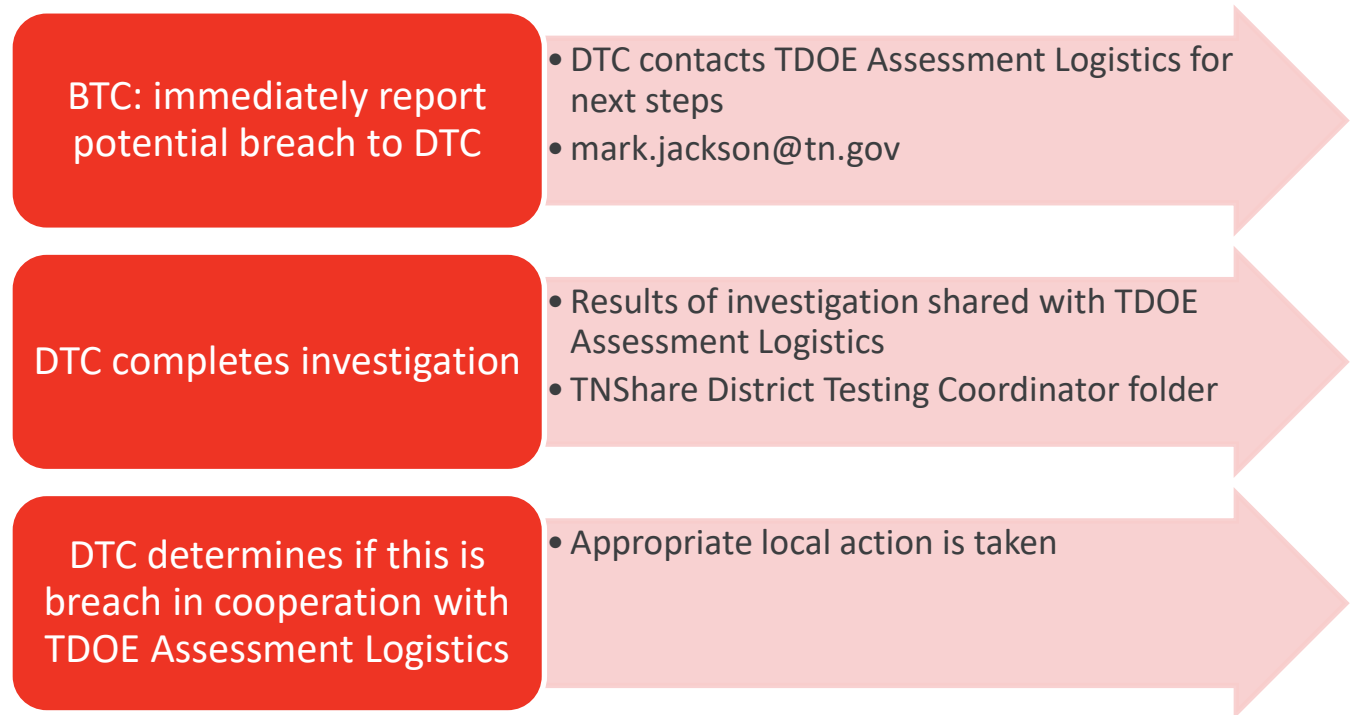 BTC: immediately report
potential breach to DTC
• DTC contacts TDOE Assessment Logistics for
next steps
• mark.jackson@tn.gov
DTC completes investigation
• Results of investigation shared with TDOE
Assessment Logistics
• TNShare District Testing Coordinator folder
DTC determines if this is
breach in cooperation with
TDOE Assessment Logistics
• Appropriate local action is taken